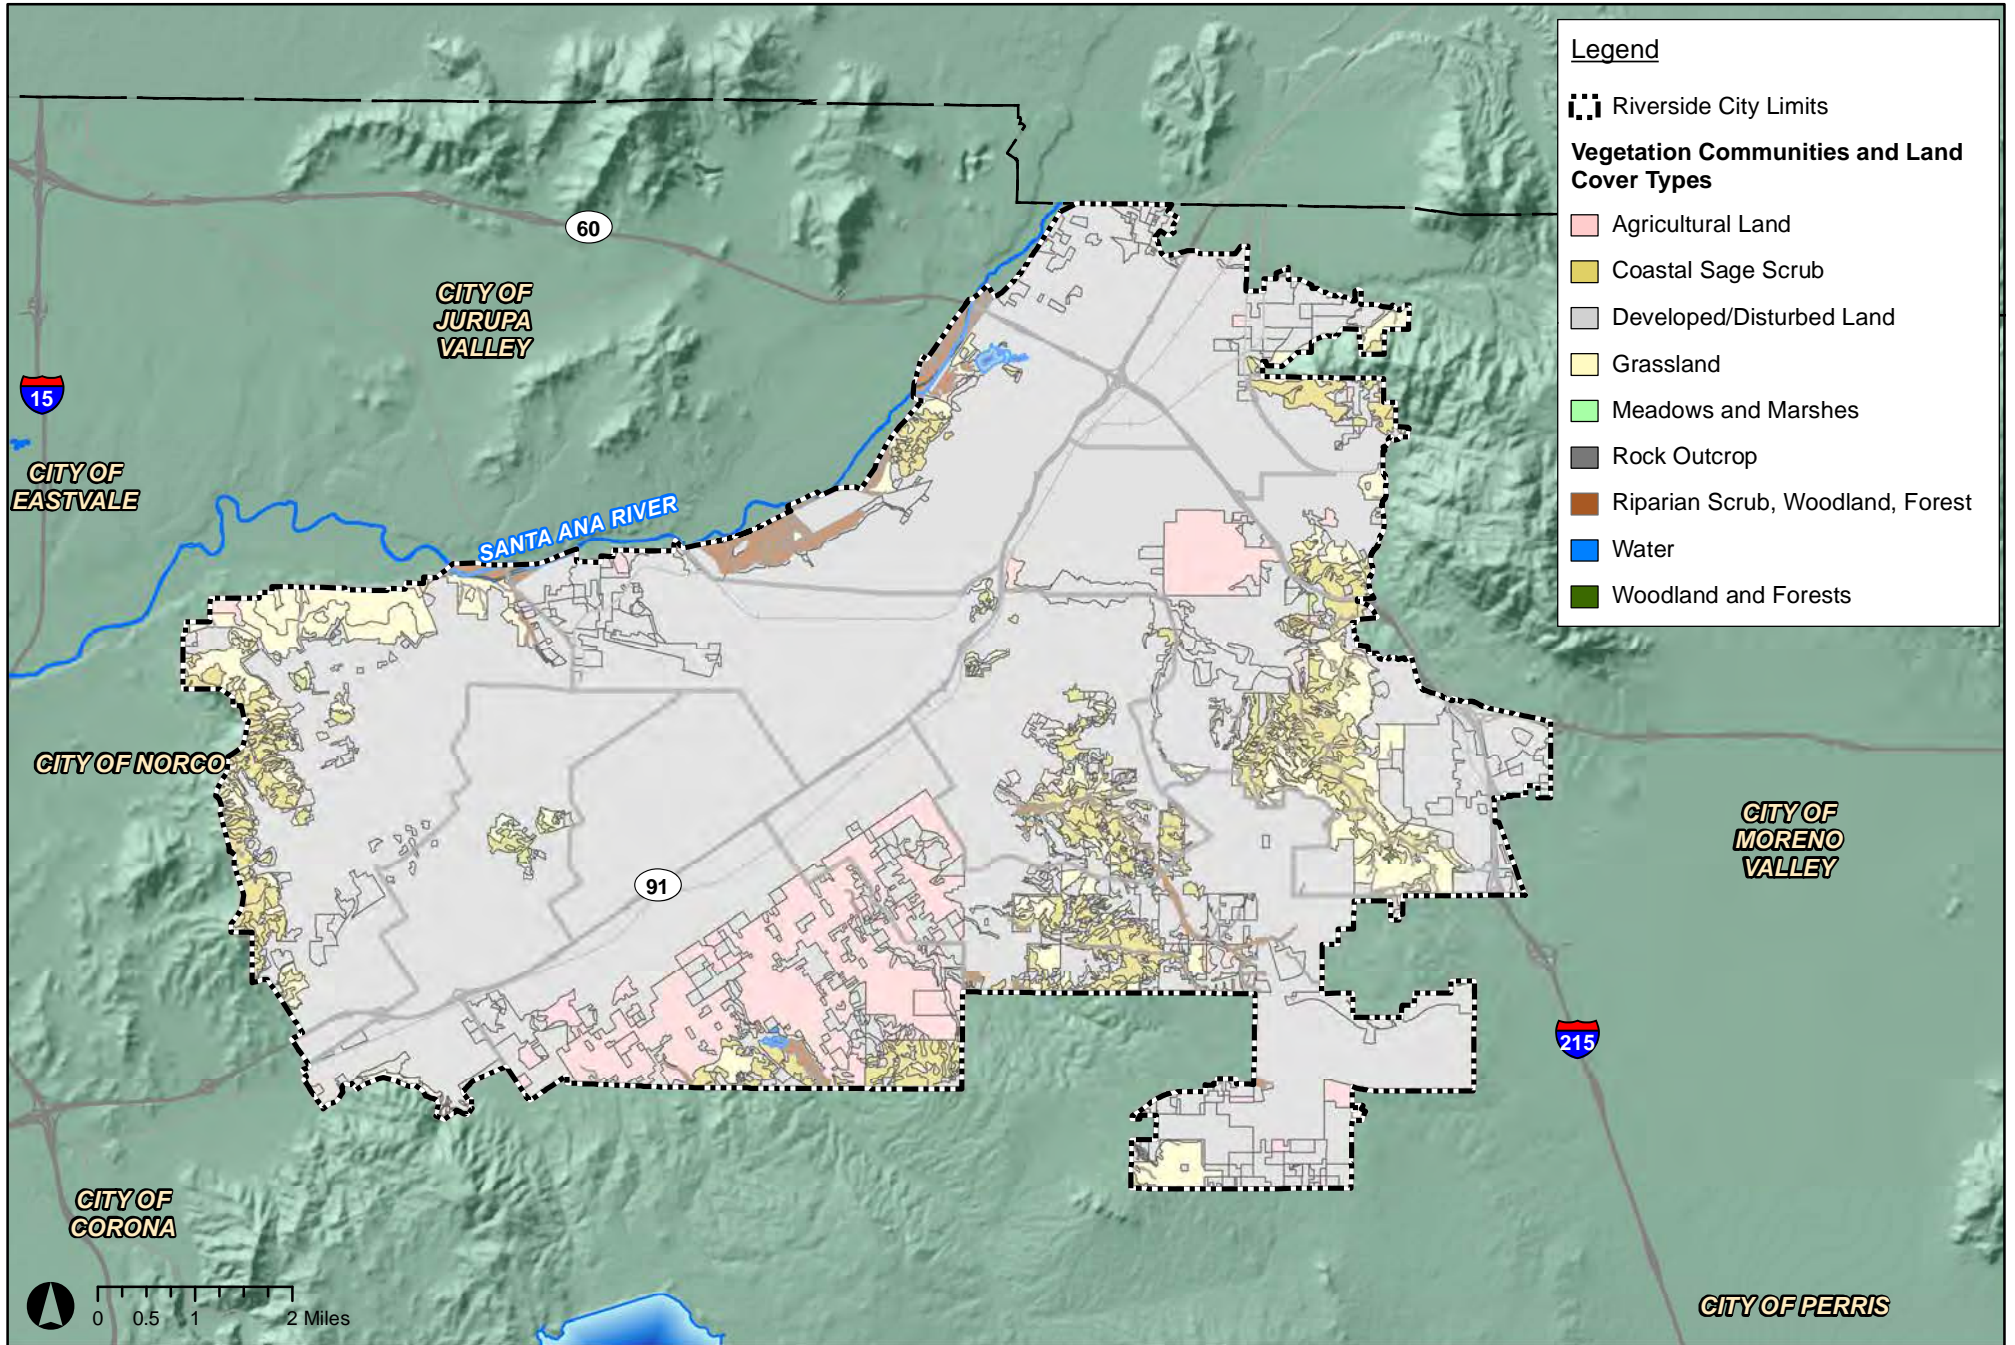 Legend
Riverside City Limits
Vegetation Communities and Land
Cover Types
Agricultural Land
Coastal Sage Scrub
Developed/Disturbed Land
Grassland
Meadows and Marshes
Rock Outcrop
Riparian Scrub, Woodland, Forest
Water
Woodland and Forests
60
CITY OF
JURUPA
VALLEY
15
CITY OF
EASTVALE
SANTA ANA RIVER
CITY OF NORCO
91
CITY OF
MORENO
VALLEY
215
CITY OF
CORONA
CITY OF PERRIS
0 0.5 1 2 Miles